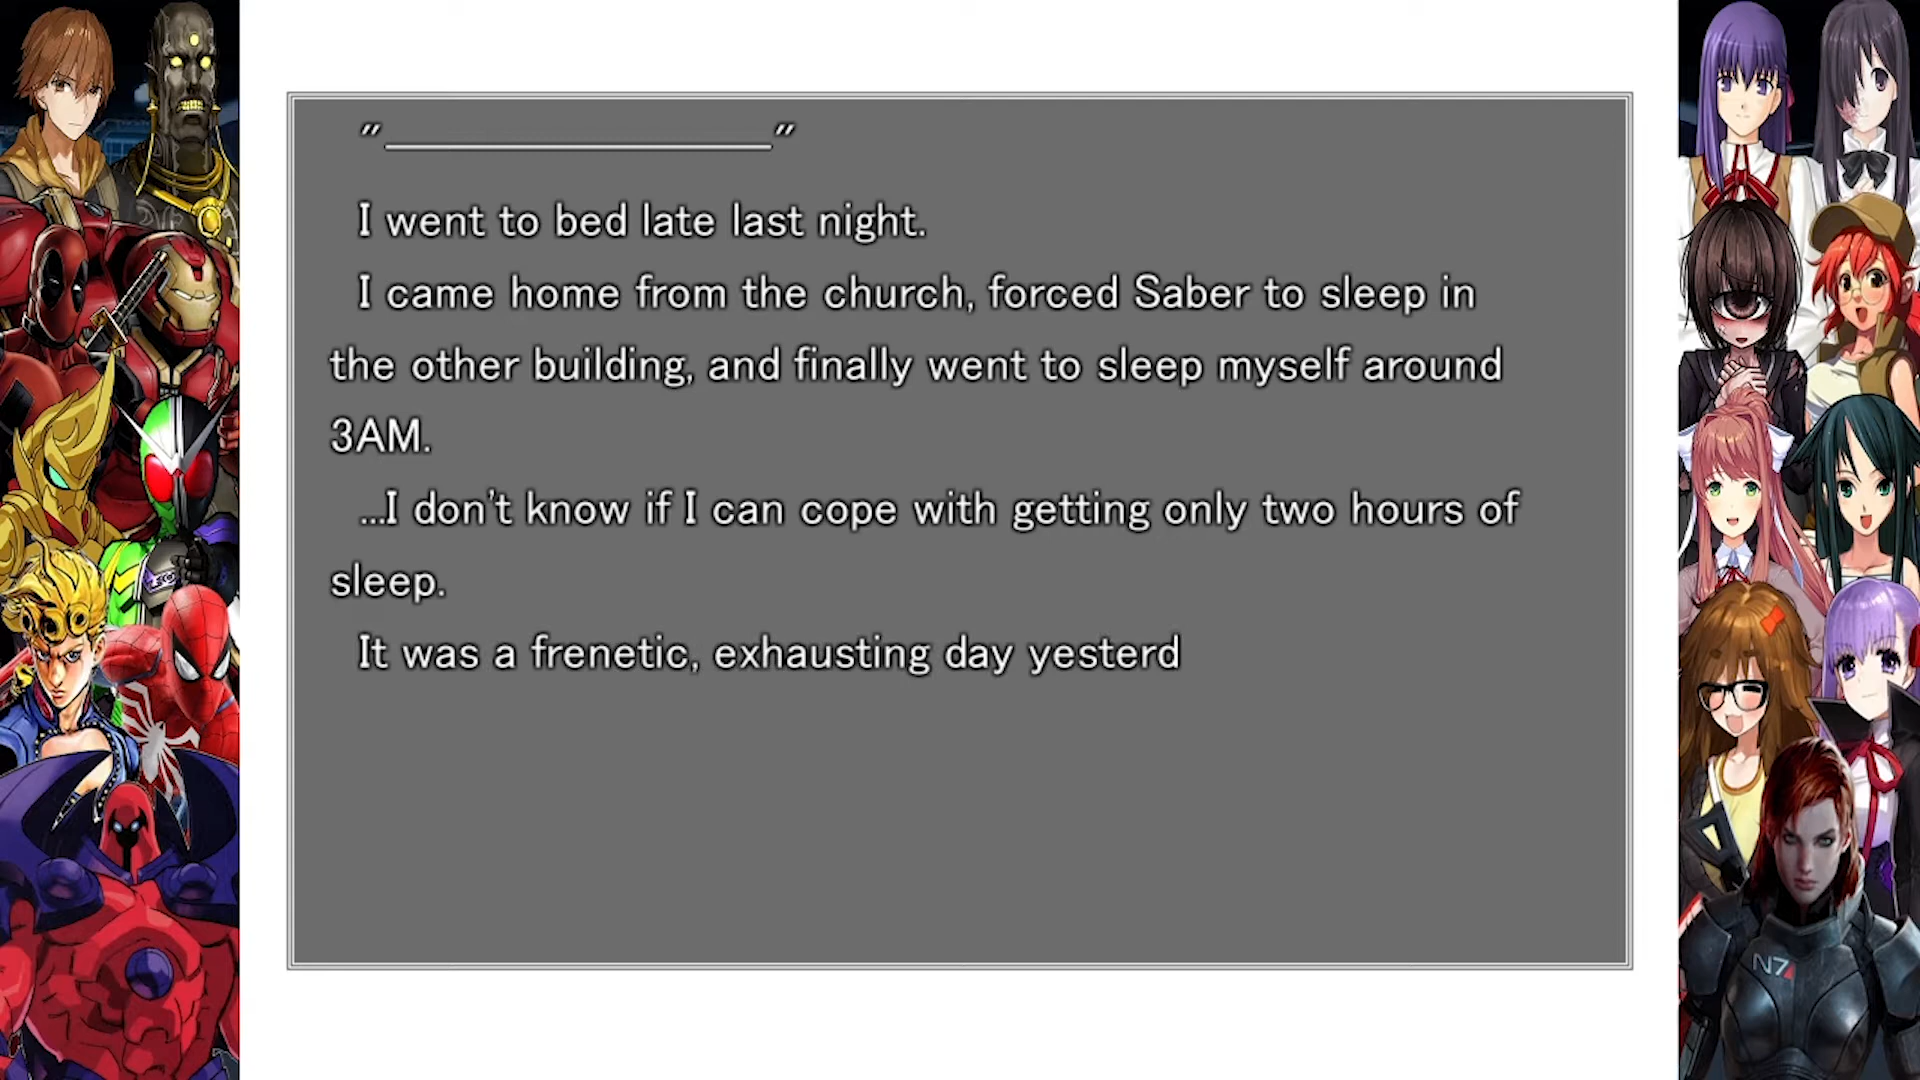 "――――――――――"
I went to bed late last night.
I came home from the church, forced Saber to sleep in
the other building, and finally went to sleep myself around
3AM.
...I don't know if I can cope with getting only two hours of
sleep.
It was a frenetic, exhausting day yesterd
N7